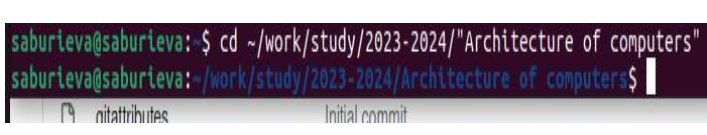 saburieva@saburieva:~$ cd ~/work/study/2023-2024/"Architecture of computers"
saburieva@saburieva:~/work/study/2023-2024/Architecture of computers$
gitattributes Initial commit